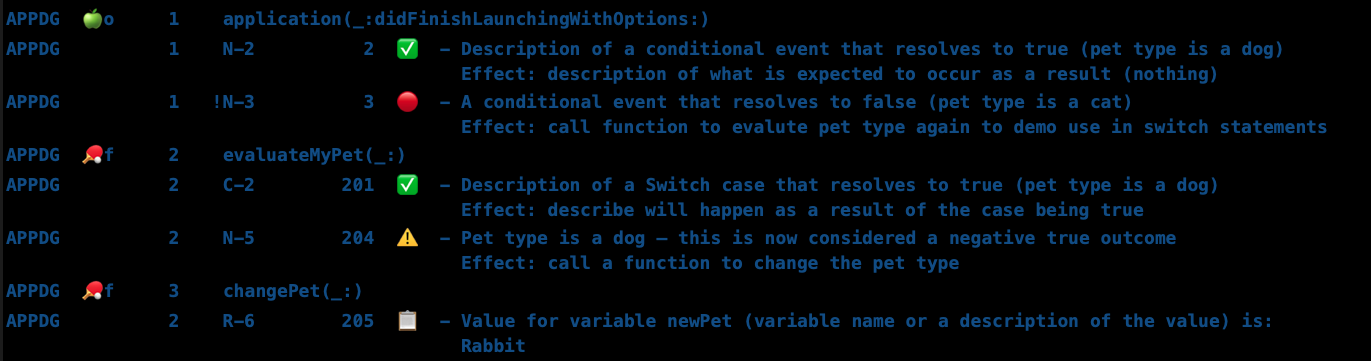 APPDG 🍏o 1 application(_:didFinishLaunchingWithOptions:)
APPDG 1 N–2 2 ✅ – Description of a conditional event that resolves to true (pet type is a dog)
Effect: description of what is expected to occur as a result (nothing)
APPDG 1 !N–3 3 🔴 – A conditional event that resolves to false (pet type is a cat)
Effect: call function to evalute pet type again to demo use in switch statements
APPDG 🏓f 2 evaluateMyPet(_:)
APPDG 2 C–2 201 ✅ – Description of a Switch case that resolves to true (pet type is a dog)
Effect: describe will happen as a result of the case being true
APPDG 2 N–5 204 ⚠️ – Pet type is a dog – this is now considered a negative true outcome
Effect: call a function to change the pet type
APPDG 🏓f 3 changePet(_:)
APPDG 2 R–6 205 📋 – Value for variable newPet (variable name or a description of the value) is:
Rabbit